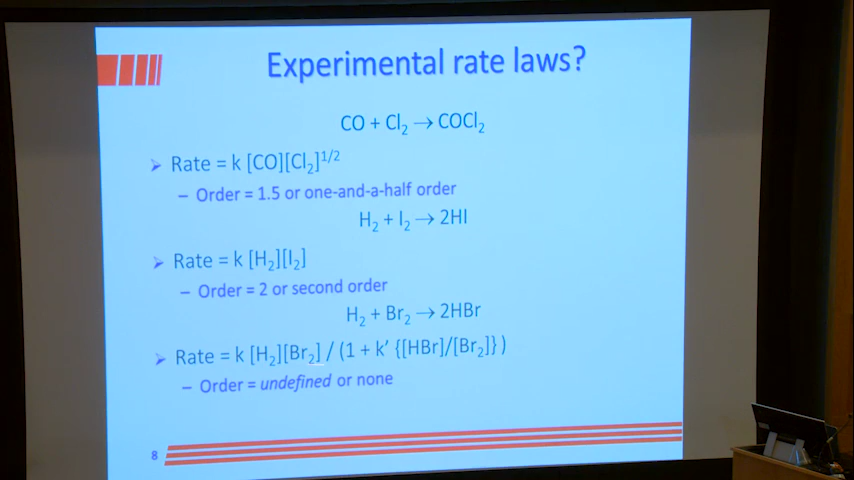 Experimental rate laws?
CO + Cl₂ → COCl₂
➢ Rate = k [CO][Cl₂]¹ᐟ²
– Order = 1.5 or one-and-a-half order
H₂ + I₂ → 2HI
➢ Rate = k [H₂][I₂]
– Order = 2 or second order
H₂ + Br₂ → 2HBr
➢ Rate = k [H₂][Br₂] / (1 + k′ {[HBr]/[Br₂]} )
– Order = undefined or none
8